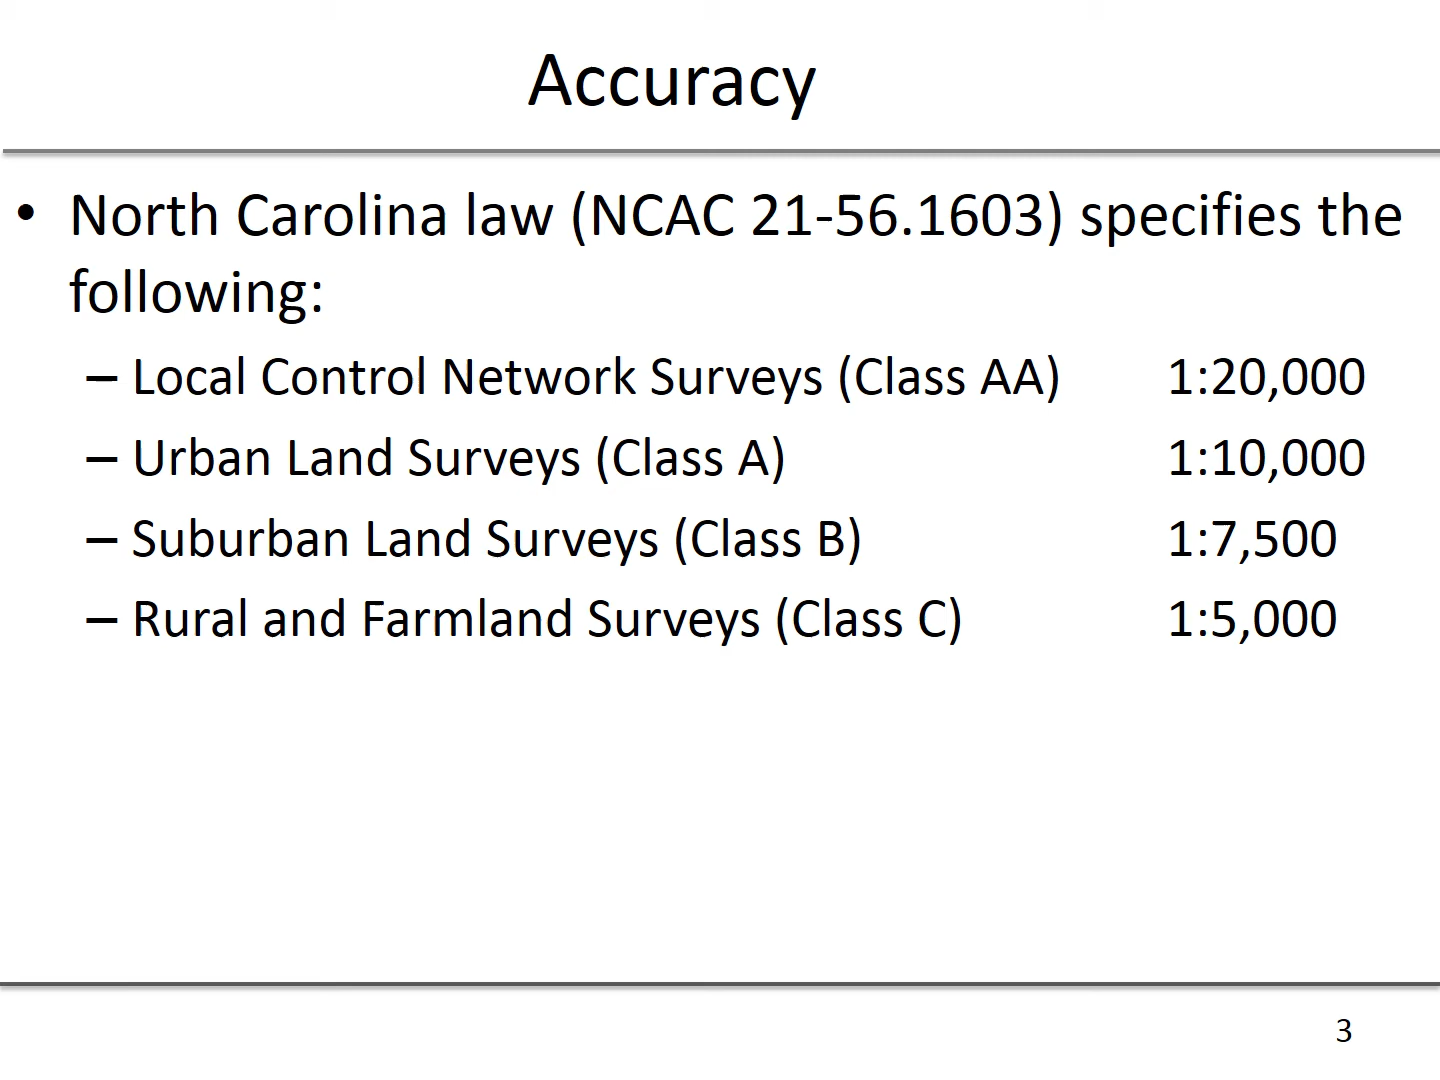 Accuracy
• North Carolina law (NCAC 21-56.1603) specifies the
following:
– Local Control Network Surveys (Class AA) 1:20,000
– Urban Land Surveys (Class A) 1:10,000
– Suburban Land Surveys (Class B) 1:7,500
– Rural and Farmland Surveys (Class C) 1:5,000
3